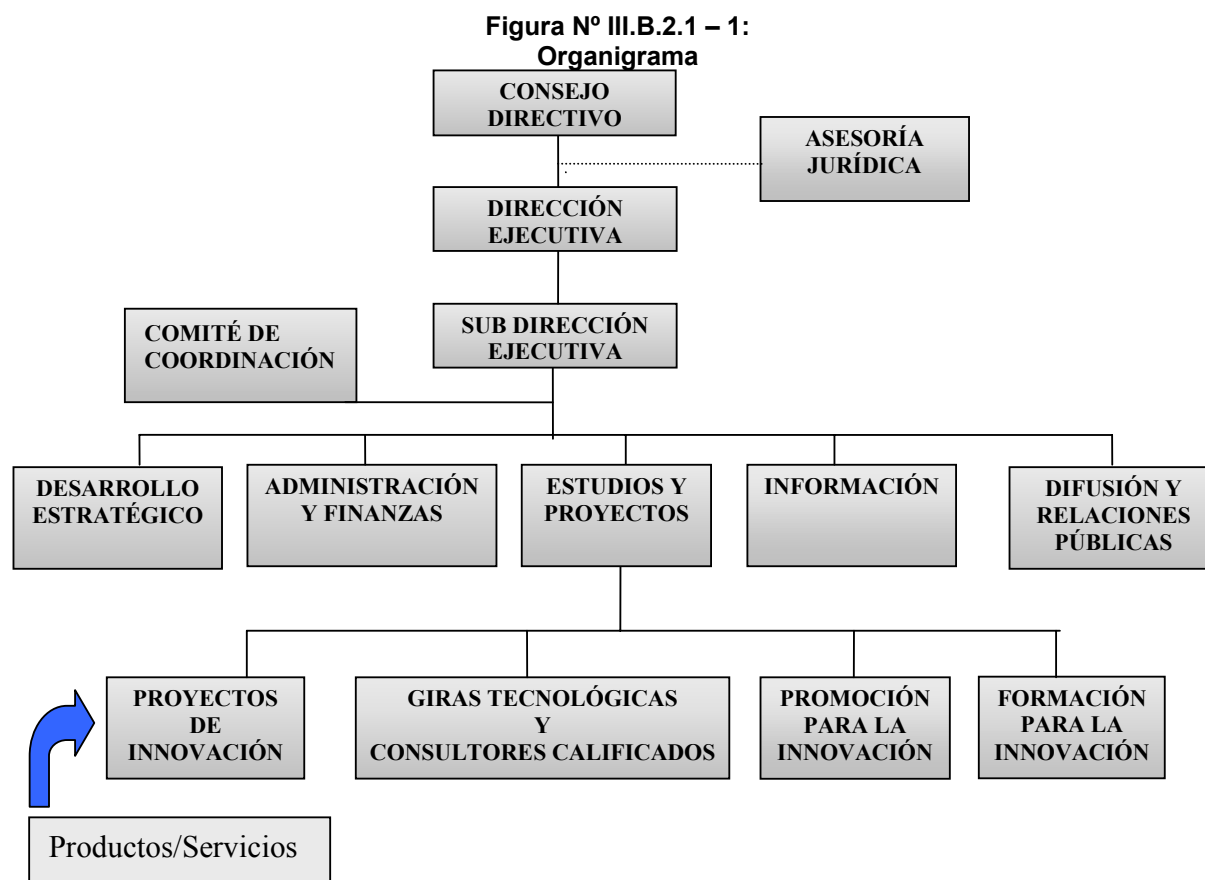 Figura Nº III.B.2.1 – 1:
Organigrama
CONSEJO
DIRECTIVO
ASESORÍA
JURÍDICA
DIRECCIÓN
EJECUTIVA
COMITÉ DE
COORDINACIÓN
SUB DIRECCIÓN
EJECUTIVA
DESARROLLO
ESTRATÉGICO
ADMINISTRACIÓN
Y FINANZAS
ESTUDIOS Y
PROYECTOS
INFORMACIÓN
DIFUSIÓN Y
RELACIONES
PÚBLICAS
PROYECTOS
DE
INNOVACIÓN
GIRAS TECNOLÓGICAS
Y
CONSULTORES CALIFICADOS
PROMOCIÓN
PARA LA
INNOVACIÓN
FORMACIÓN
PARA LA
INNOVACIÓN
Productos/Servicios